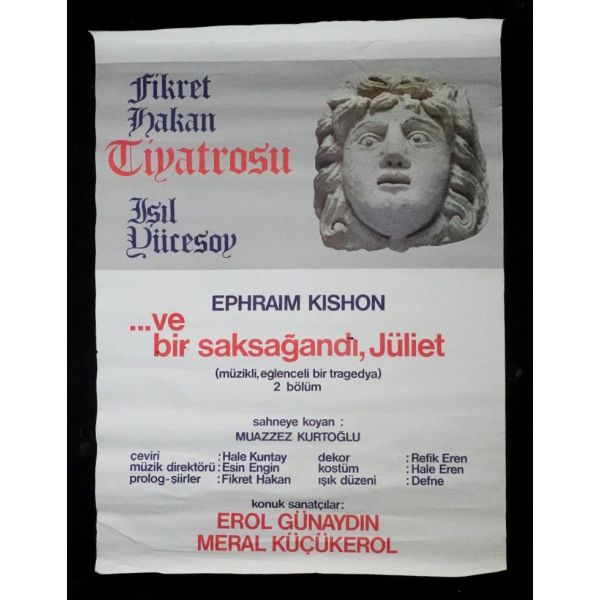 Fikret
Hakan
Tiyatrosu
Işıl
Yücesoy
EPHRAIM KISHON
...ve
bir saksağandı, Jüliet
(müzikli, eğlenceli bir tragedya)
2 bölüm
sahneye koyan :
MUAZZEZ KURTOĞLU
çeviri : Hale Kuntay dekor : Refik Eren
müzik direktörü : Esin Engin kostüm : Hale Eren
prolog-şiirler : Fikret Hakan ışık düzeni : Defne
konuk sanatçılar:
EROL GÜNAYDIN
MERAL KÜÇÜKEROL